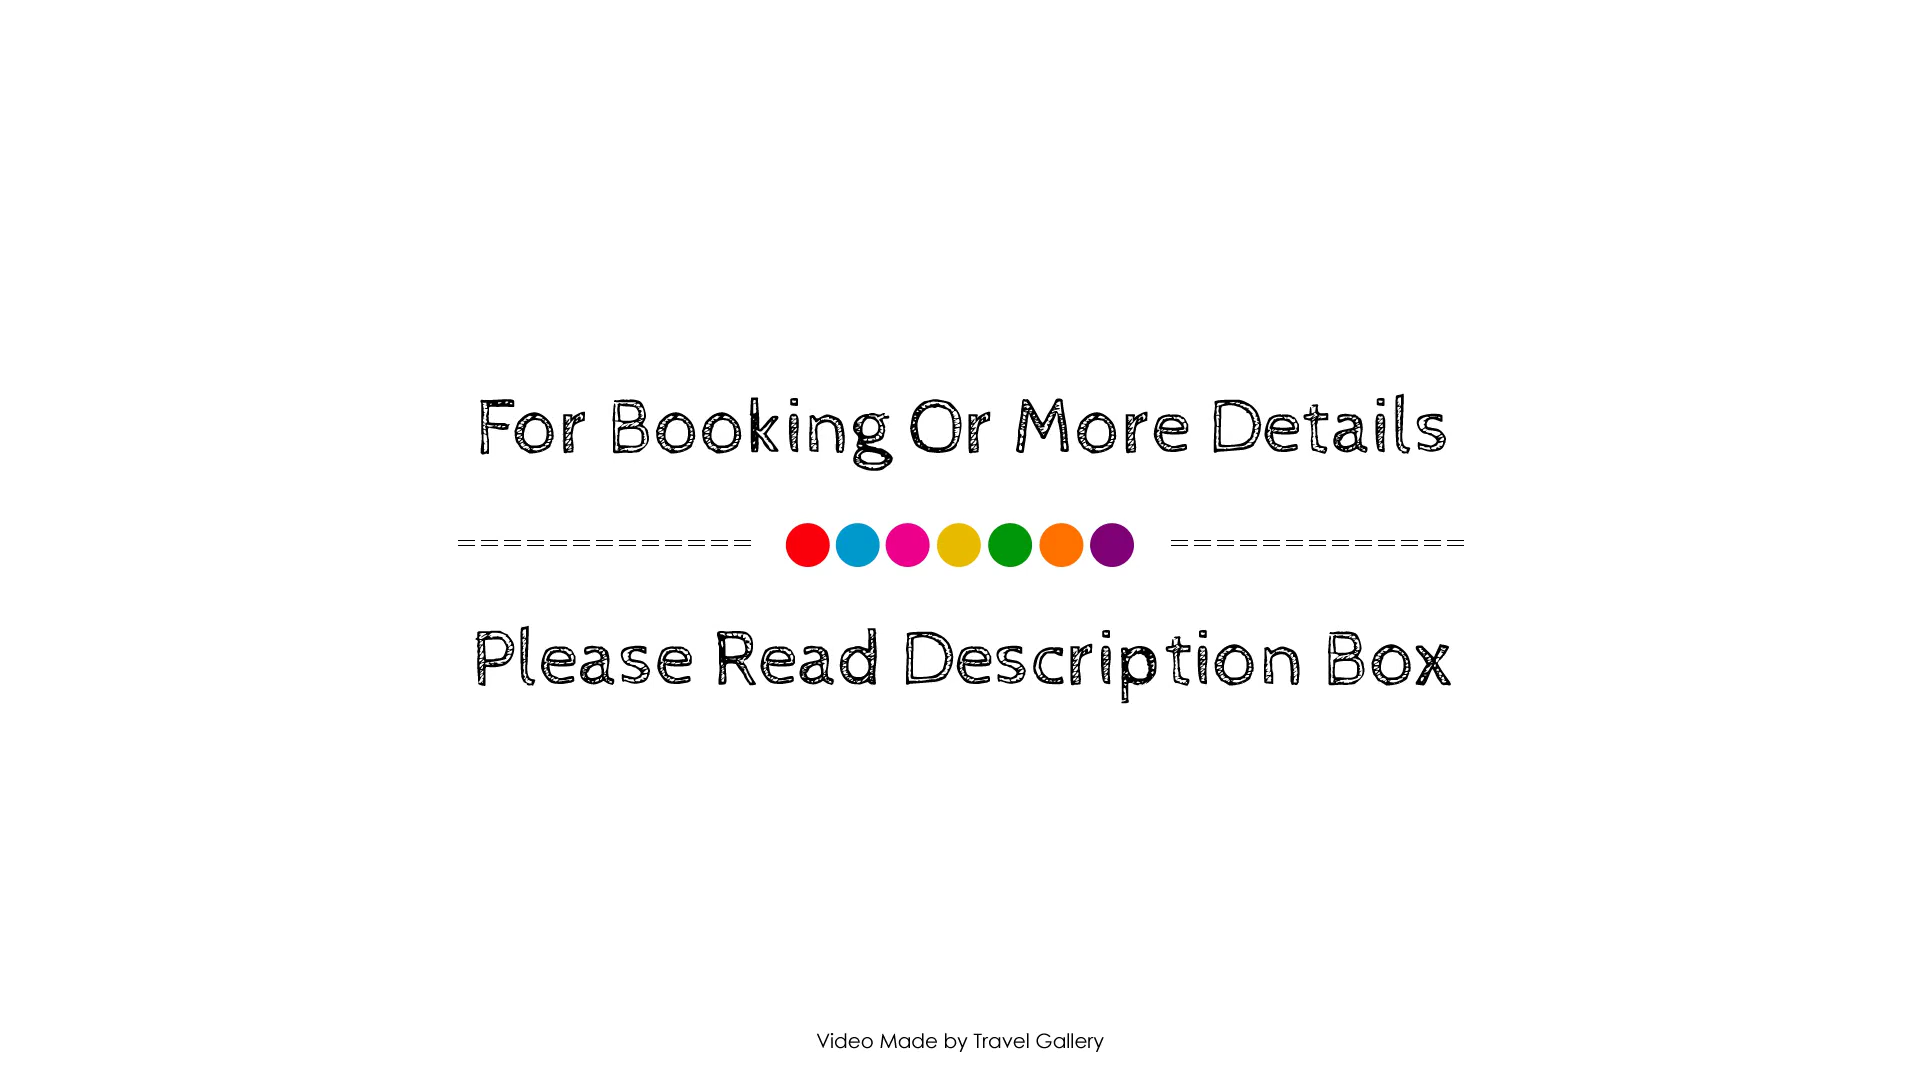 For Booking Or More Details
============= =============
Please Read Description Box
Video Made by Travel Gallery